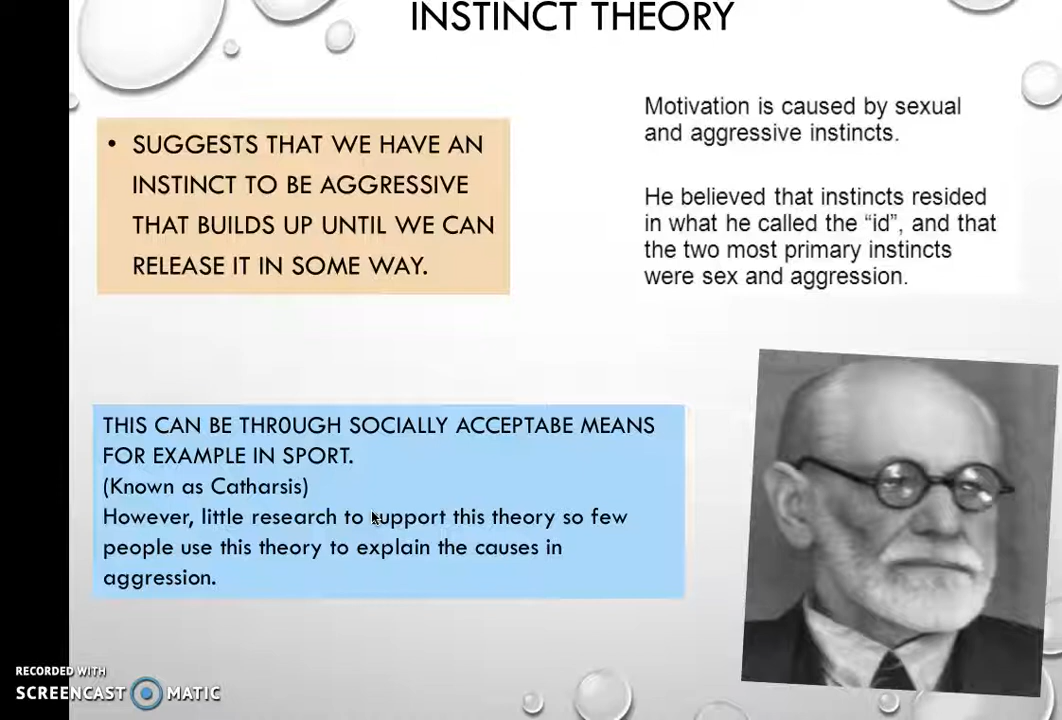 INSTINCT THEORY
• SUGGESTS THAT WE HAVE AN
INSTINCT TO BE AGGRESSIVE
THAT BUILDS UP UNTIL WE CAN
RELEASE IT IN SOME WAY.
Motivation is caused by sexual
and aggressive instincts.
He believed that instincts resided
in what he called the “id”, and that
the two most primary instincts
were sex and aggression.
THIS CAN BE THR0UGH SOCIALLY ACCEPTABE MEANS
FOR EXAMPLE IN SPORT.
(Known as Catharsis)
However, little research to support this theory so few
people use this theory to explain the causes in
aggression.
RECORDED WITH
SCREENCAST MATIC